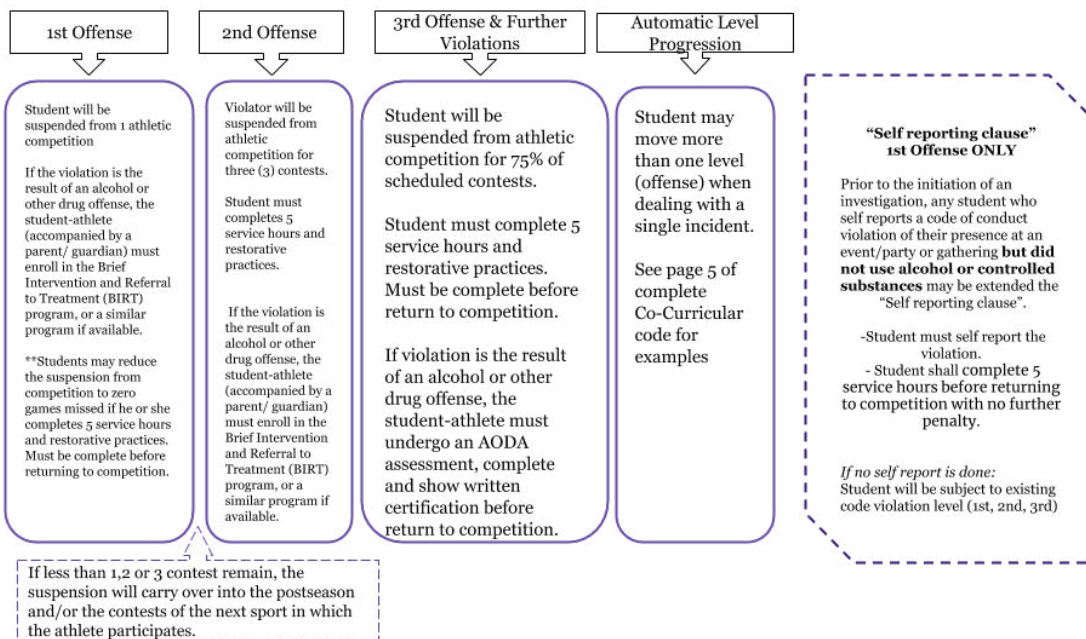 1st Offense
Student will be
suspended from 1 athletic
competition
If the violation is the
result of an alcohol or
other drug offense, the
student-athlete
(accompanied by a
parent/ guardian) must
enroll in the Brief
Intervention and Referral
to Treatment (BIRT)
program, or a similar
program if available.
**Students may reduce
the suspension from
competition to zero
games missed if he or she
completes 5 service hours
and restorative practices.
Must be complete before
returning to competition.
2nd Offense
Violator will be
suspended from
athletic
competition for
three (3) contests.
Student must
completes 5
service hours and
restorative
practices.
If the violation is
the result of an
alcohol or other
drug offense, the
student-athlete
(accompanied by a
parent/ guardian)
must enroll in the
Brief Intervention
and Referral to
Treatment (BIRT)
program, or a
similar program if
available.
If less than 1,2 or 3 contest remain, the
suspension will carry over into the postseason
and/or the contests of the next sport in which
the athlete participates.
3rd Offense & Further
Violations
Student will be
suspended from athletic
competition for 75% of
scheduled contests.
Student must complete 5
service hours and
restorative practices.
Must be complete before
return to competition.
If violation is the result
of an alcohol or other
drug offense, the
student-athlete must
undergo an AODA
assessment, complete
and show written
certification before
return to competition.
Automatic Level
Progression
Student may
move more
than one level
(offense) when
dealing with a
single incident.
See page 5 of
complete
Co-Curricular
code for
examples
“Self reporting clause”
1st Offense ONLY
Prior to the initiation of an
investigation, any student who
self reports a code of conduct
violation of their presence at an
event/party or gathering but did
not use alcohol or controlled
substances may be extended the
“Self reporting clause”.
-Student must self report the
violation.
- Student shall complete 5
service hours before returning
to competition with no further
penalty.
If no self report is done:
Student will be subject to existing
code violation level (1st, 2nd, 3rd)